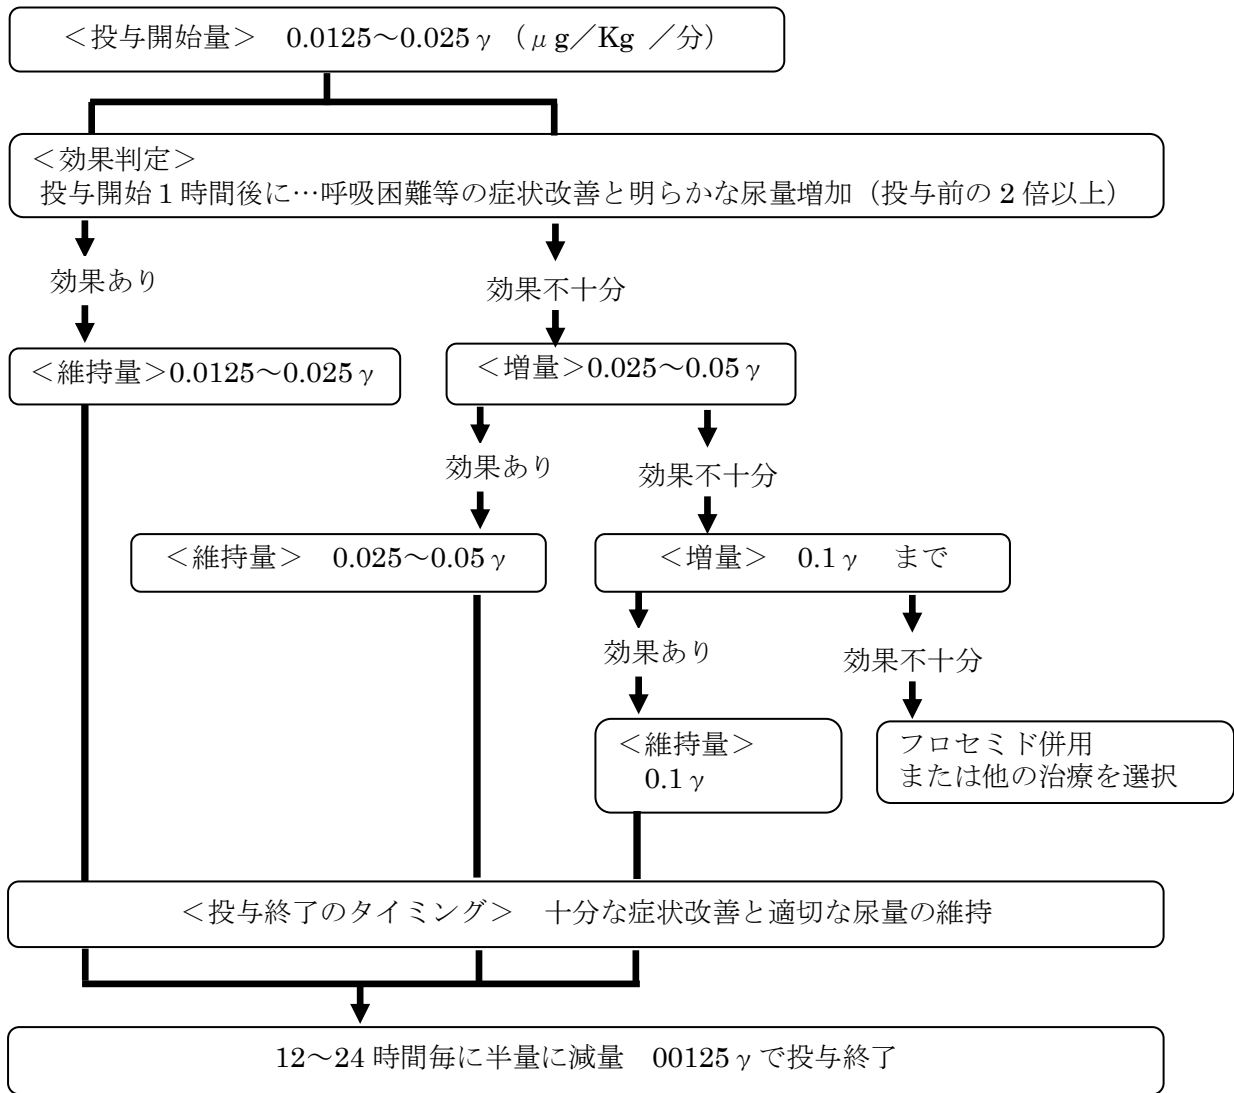 ＜投与開始量＞　0.0125～0.025γ（μg／Kg ／分）
＜効果判定＞
投与開始１時間後に…呼吸困難等の症状改善と明らかな尿量増加（投与前の 2 倍以上）
効果あり
効果不十分
＜維持量＞0.0125～0.025γ
＜増量＞0.025～0.05γ
効果あり
効果不十分
＜維持量＞　0.025～0.05γ
＜増量＞　0.1γ　まで
効果あり
効果不十分
＜維持量＞
0.1γ
フロセミド併用
または他の治療を選択
＜投与終了のタイミング＞　十分な症状改善と適切な尿量の維持
12～24 時間毎に半量に減量　00125γで投与終了